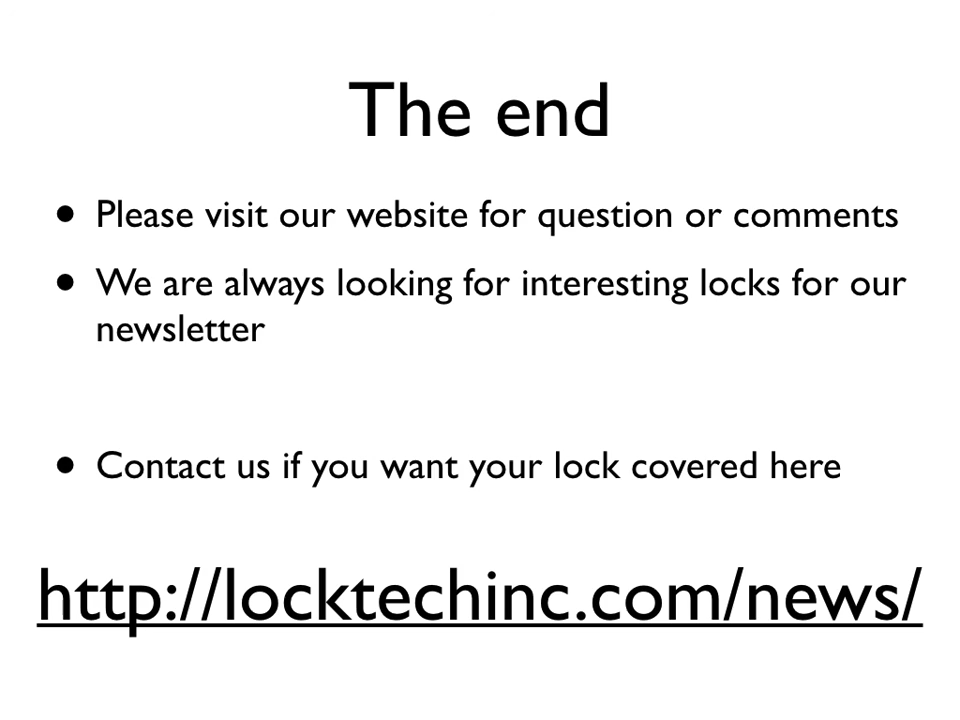 The end
• Please visit our website for question or comments
• We are always looking for interesting locks for our
newsletter
• Contact us if you want your lock covered here
http://locktechinc.com/news/